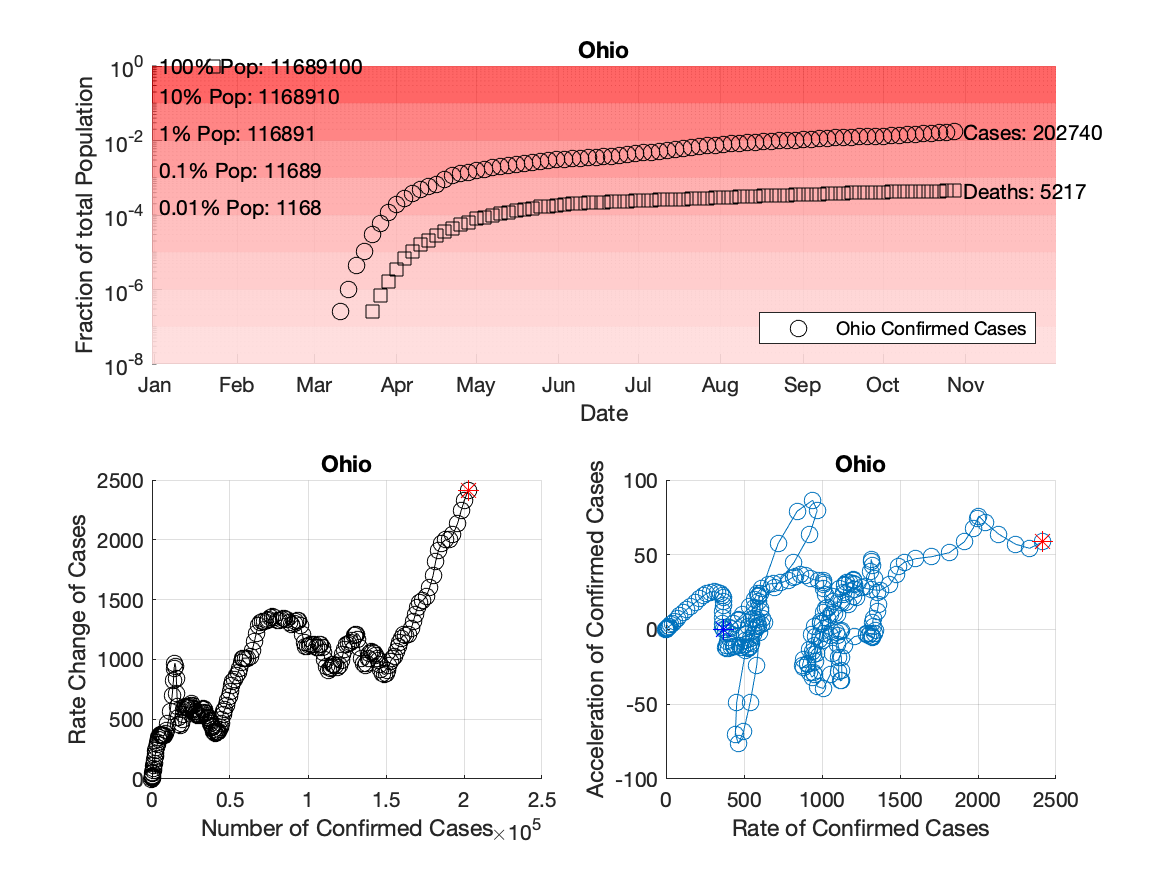 Ohio
Fraction of total Population
10^0
10^-2
10^-4
10^-6
10^-8
100% Pop: 11689100
10% Pop: 1168910
1% Pop: 116891
0.1% Pop: 11689
0.01% Pop: 1168
Cases: 202740
Deaths: 5217
Ohio Confirmed Cases
Jan Feb Mar Apr May Jun Jul Aug Sep Oct Nov
Date
Ohio
Rate Change of Cases
2500
2000
1500
1000
500
0
0 0.5 1 1.5 2 2.5
Number of Confirmed Cases ×10^5
Ohio
Acceleration of Confirmed Cases
100
50
0
-50
-100
0 500 1000 1500 2000 2500
Rate of Confirmed Cases